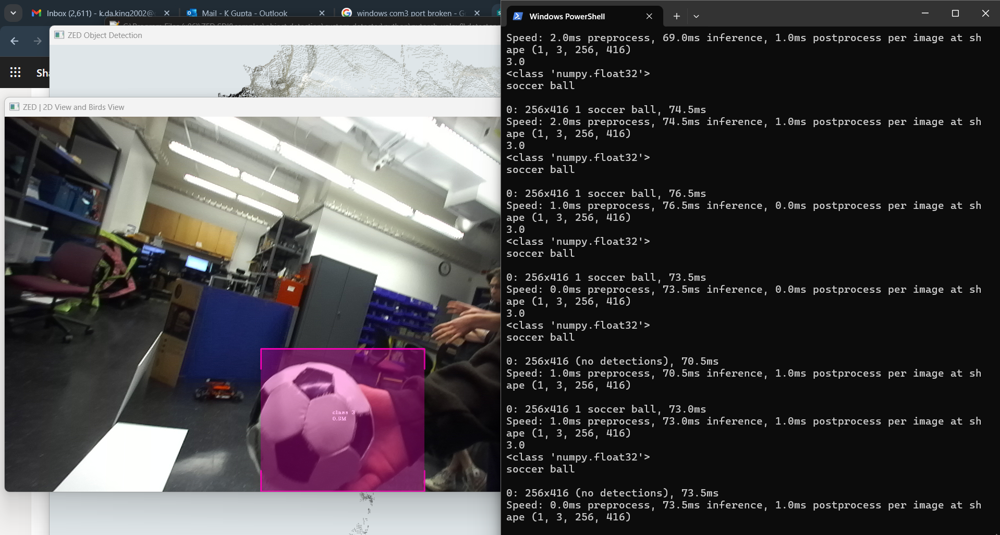 Inbox (2,611) - k.da.king2002@
Mail - K Gupta - Outlook
windows com3 port broken - G
ZED Object Detection
Sha
ZED | 2D View and Birds View
class 3
0.9M
Windows PowerShell
Speed: 2.0ms preprocess, 69.0ms inference, 1.0ms postprocess per image at sh
ape (1, 3, 256, 416)
3.0
<class 'numpy.float32'>
soccer ball
0: 256x416 1 soccer ball, 74.5ms
Speed: 2.0ms preprocess, 74.5ms inference, 1.0ms postprocess per image at sh
ape (1, 3, 256, 416)
3.0
<class 'numpy.float32'>
soccer ball
0: 256x416 1 soccer ball, 76.5ms
Speed: 1.0ms preprocess, 76.5ms inference, 0.0ms postprocess per image at sh
ape (1, 3, 256, 416)
3.0
<class 'numpy.float32'>
soccer ball
0: 256x416 1 soccer ball, 73.5ms
Speed: 0.0ms preprocess, 73.5ms inference, 0.0ms postprocess per image at sh
ape (1, 3, 256, 416)
3.0
<class 'numpy.float32'>
soccer ball
0: 256x416 (no detections), 70.5ms
Speed: 1.0ms preprocess, 70.5ms inference, 1.0ms postprocess per image at sh
ape (1, 3, 256, 416)
0: 256x416 1 soccer ball, 73.0ms
Speed: 1.0ms preprocess, 73.0ms inference, 1.0ms postprocess per image at sh
ape (1, 3, 256, 416)
3.0
<class 'numpy.float32'>
soccer ball
0: 256x416 (no detections), 73.5ms
Speed: 0.0ms preprocess, 73.5ms inference, 1.0ms postprocess per image at sh
ape (1, 3, 256, 416)